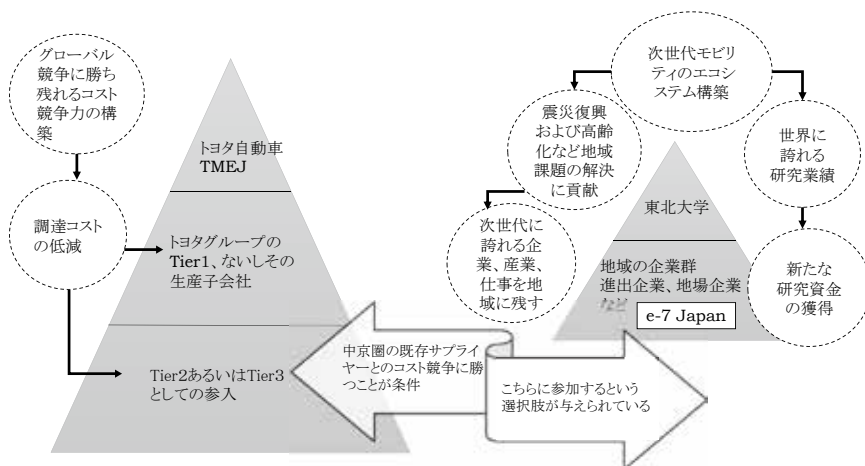 グローバル
競争に勝ち
残れるコスト
競争力の構
築
トヨタ自動車
TMEJ
調達コスト
の低減
トヨタグループの
Tier1、ないしその
生産子会社
Tier2あるいはTier3
としての参入
中京圏の既存サプライ
ヤーとのコスト競争に勝
つことが条件
次世代モビリ
ティのエコシ
ステム構築
震災復興
および高齢
化など地域
課題の解決
に貢献
世界に
誇れる
研究業績
次世代に
誇れる企
業、産業、
仕事を地
域に残す
東北大学
地域の企業群
進出企業、地場企業
など
e-7 Japan
新たな
研究資金
の獲得
こちらに参加するという
選択肢が与えられている